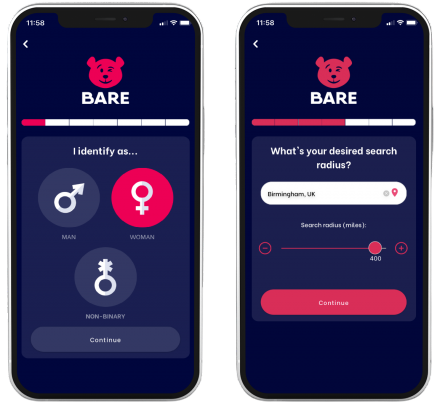 11:58
BARE
I identify as...
MAN
WOMAN
NON-BINARY
Continue
11:58
BARE
What's your desired search
radius?
Birmingham, UK
Search radius (miles):
400
Continue